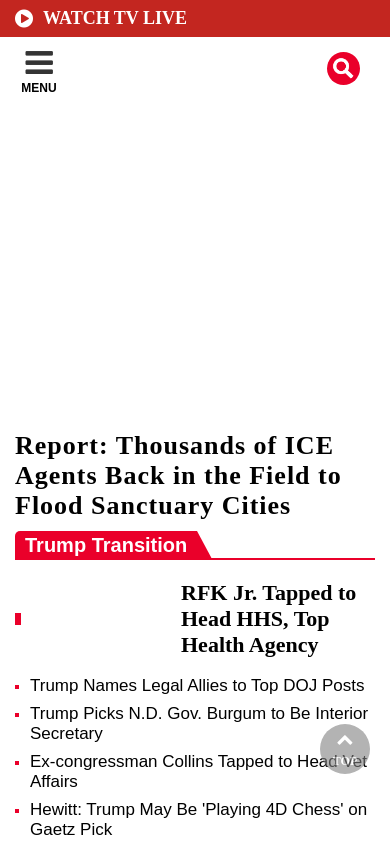 WATCH TV LIVE
MENU
Report: Thousands of ICE
Agents Back in the Field to
Flood Sanctuary Cities
Trump Transition
RFK Jr. Tapped to
Head HHS, Top
Health Agency
Trump Names Legal Allies to Top DOJ Posts
Trump Picks N.D. Gov. Burgum to Be Interior
Secretary
Ex-congressman Collins Tapped to Head Vet
Affairs
Hewitt: Trump May Be 'Playing 4D Chess' on
Gaetz Pick